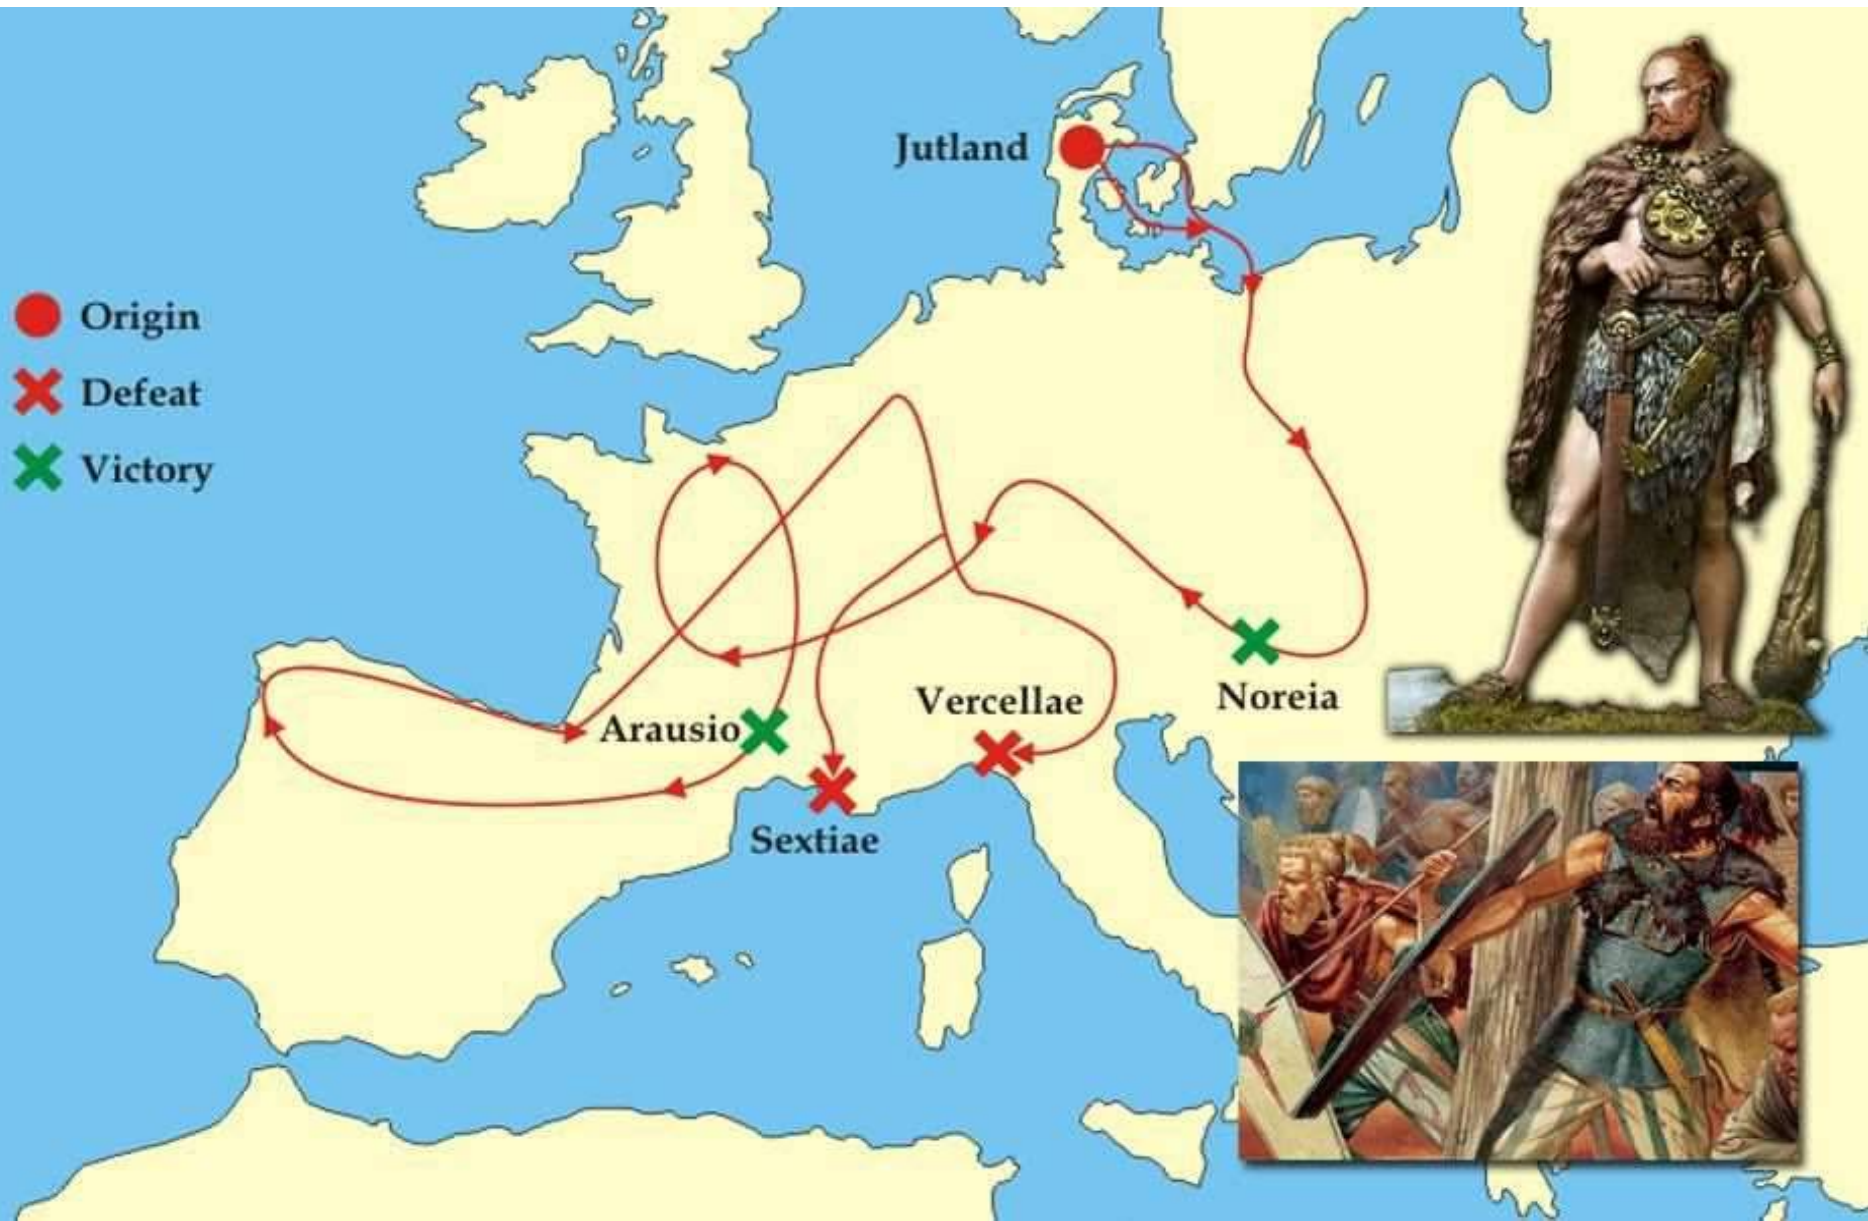 Jutland
Origin
Defeat
Victory
Vercellae
Noreia
Arausio
Sextiae